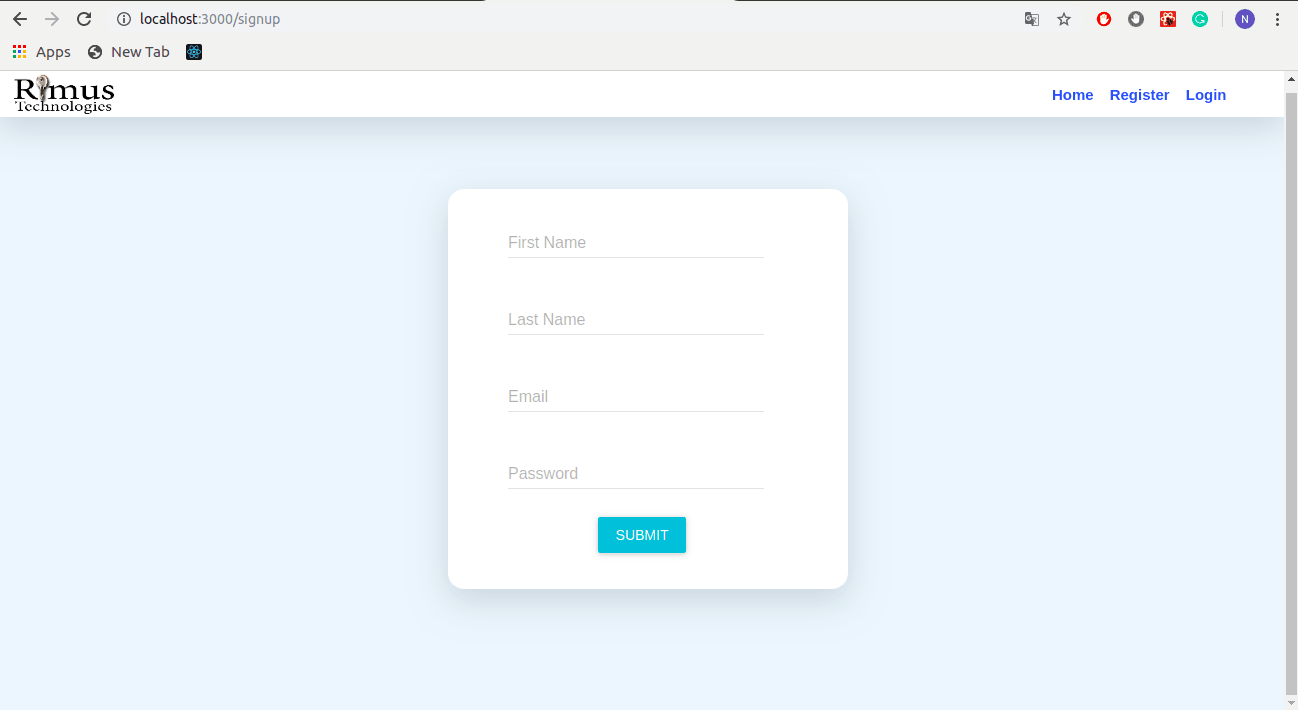 localhost:3000/signup
N
Apps New Tab
Rimus
Technologies
Home Register Login
First Name
Last Name
Email
Password
SUBMIT